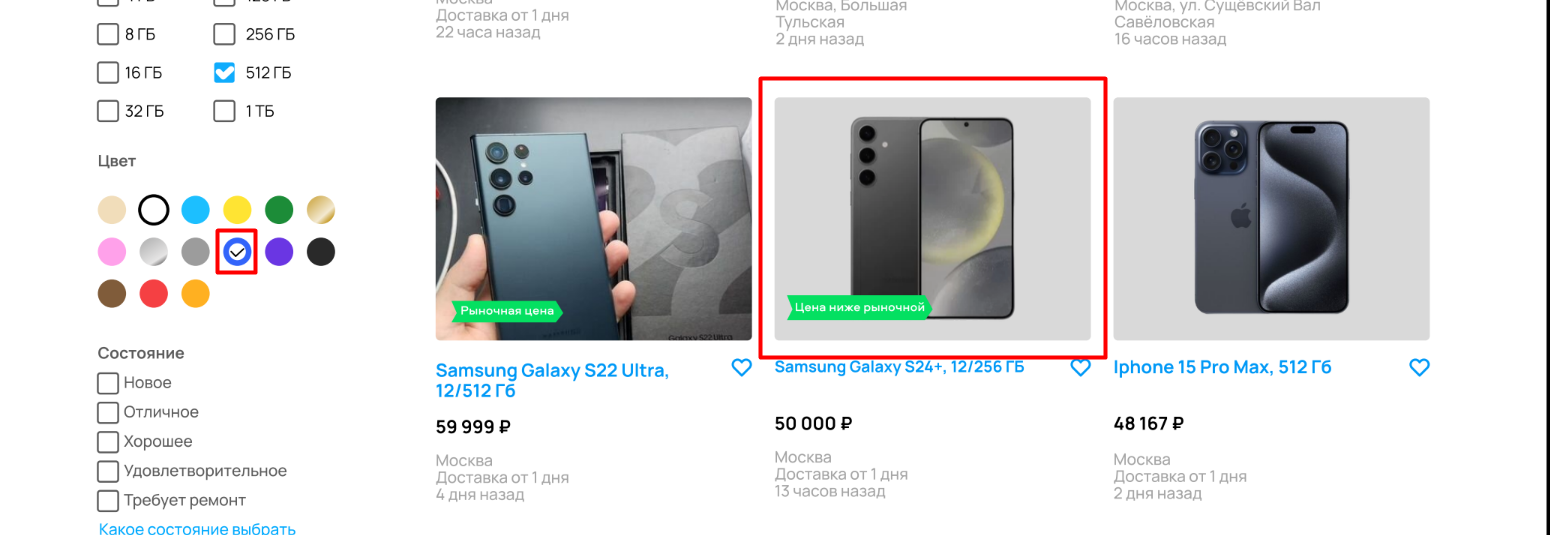 8 ГБ
256 ГБ
16 ГБ
512 ГБ
32 ГБ
1 ТБ
Цвет
Состояние
Новое
Отличное
Хорошее
Удовлетворительное
Требует ремонт
Какое состояние выбрать
Москва
Доставка от 1 дня
22 часа назад
Москва, Большая
Тульская
2 дня назад
Москва, ул. Сущёвский Вал
Савёловская
16 часов назад
Рыночная цена
Galaxy S22 Ultra
Samsung Galaxy S22 Ultra,
12/512 Гб
59 999 ₽
Москва
Доставка от 1 дня
4 дня назад
Цена ниже рыночной
Samsung Galaxy S24+, 12/256 ГБ
50 000 ₽
Москва
Доставка от 1 дня
13 часов назад
Iphone 15 Pro Max, 512 Гб
48 167 ₽
Москва
Доставка от 1 дня
2 дня назад